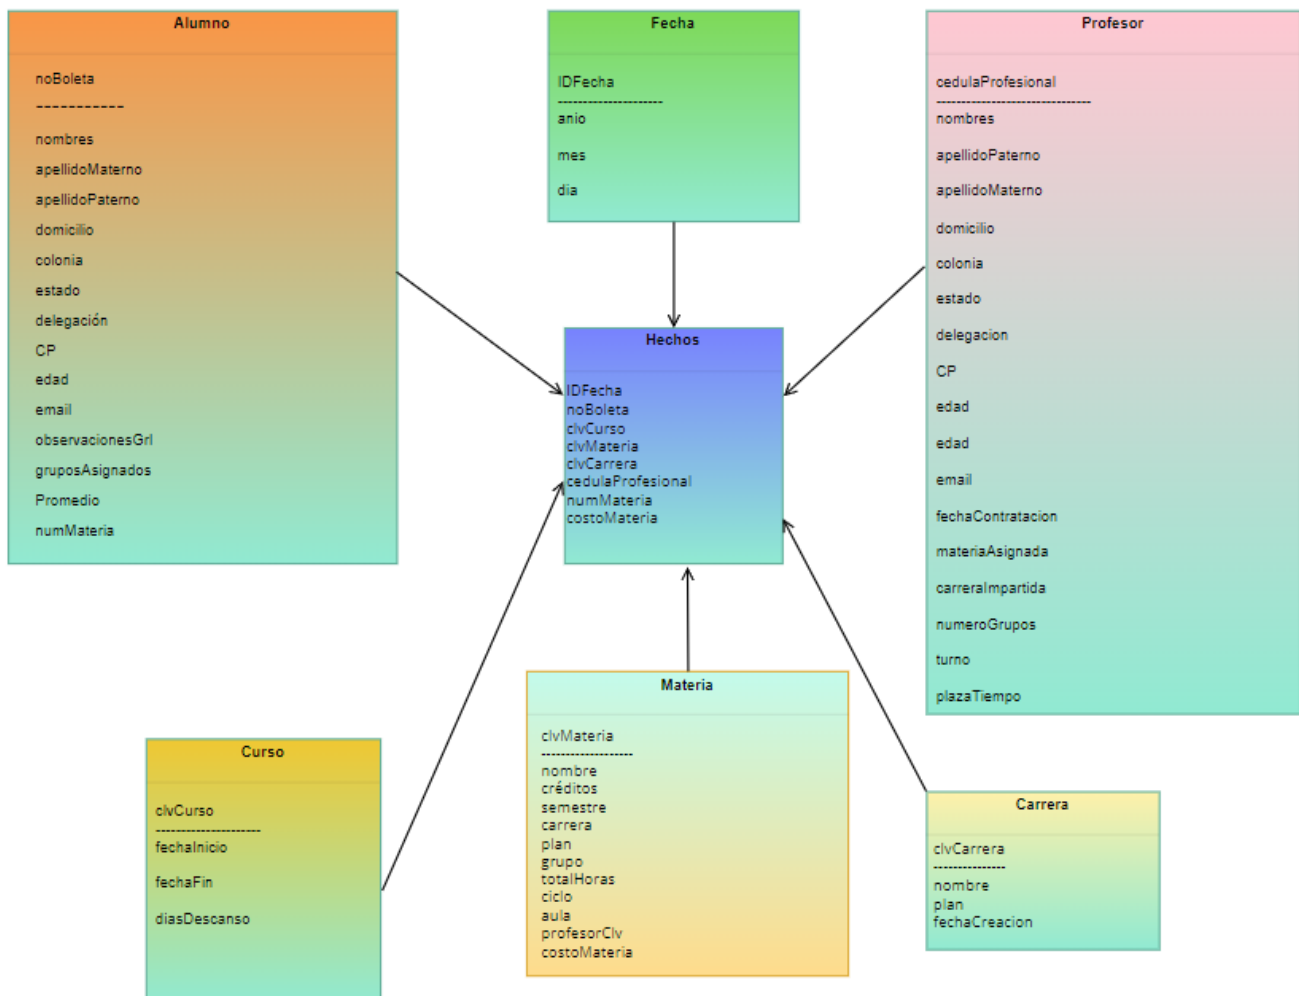 Alumno
noBoleta
-----------
nombres
apellidoMaterno
apellidoPaterno
domicilio
colonia
estado
delegación
CP
edad
email
observacionesGrl
gruposAsignados
Promedio
numMateria
Fecha
IDFecha
---------------------
anio
mes
dia
Profesor
cedulaProfesional
-------------------------------
nombres
apellidoPaterno
apellidoMaterno
domicilio
colonia
estado
delegacion
CP
edad
edad
email
fechaContratacion
materiaAsignada
carreraImpartida
numeroGrupos
turno
plazaTiempo
Hechos
IDFecha
noBoleta
clvCurso
clvMateria
clvCarrera
cedulaProfesional
numMateria
costoMateria
Curso
clvCurso
---------------------
fechaInicio
fechaFin
diasDescanso
Materia
clvMateria
-------------------
nombre
créditos
semestre
carrera
plan
grupo
totalHoras
ciclo
aula
profesorClv
costoMateria
Carrera
clvCarrera
---------------
nombre
plan
fechaCreacion